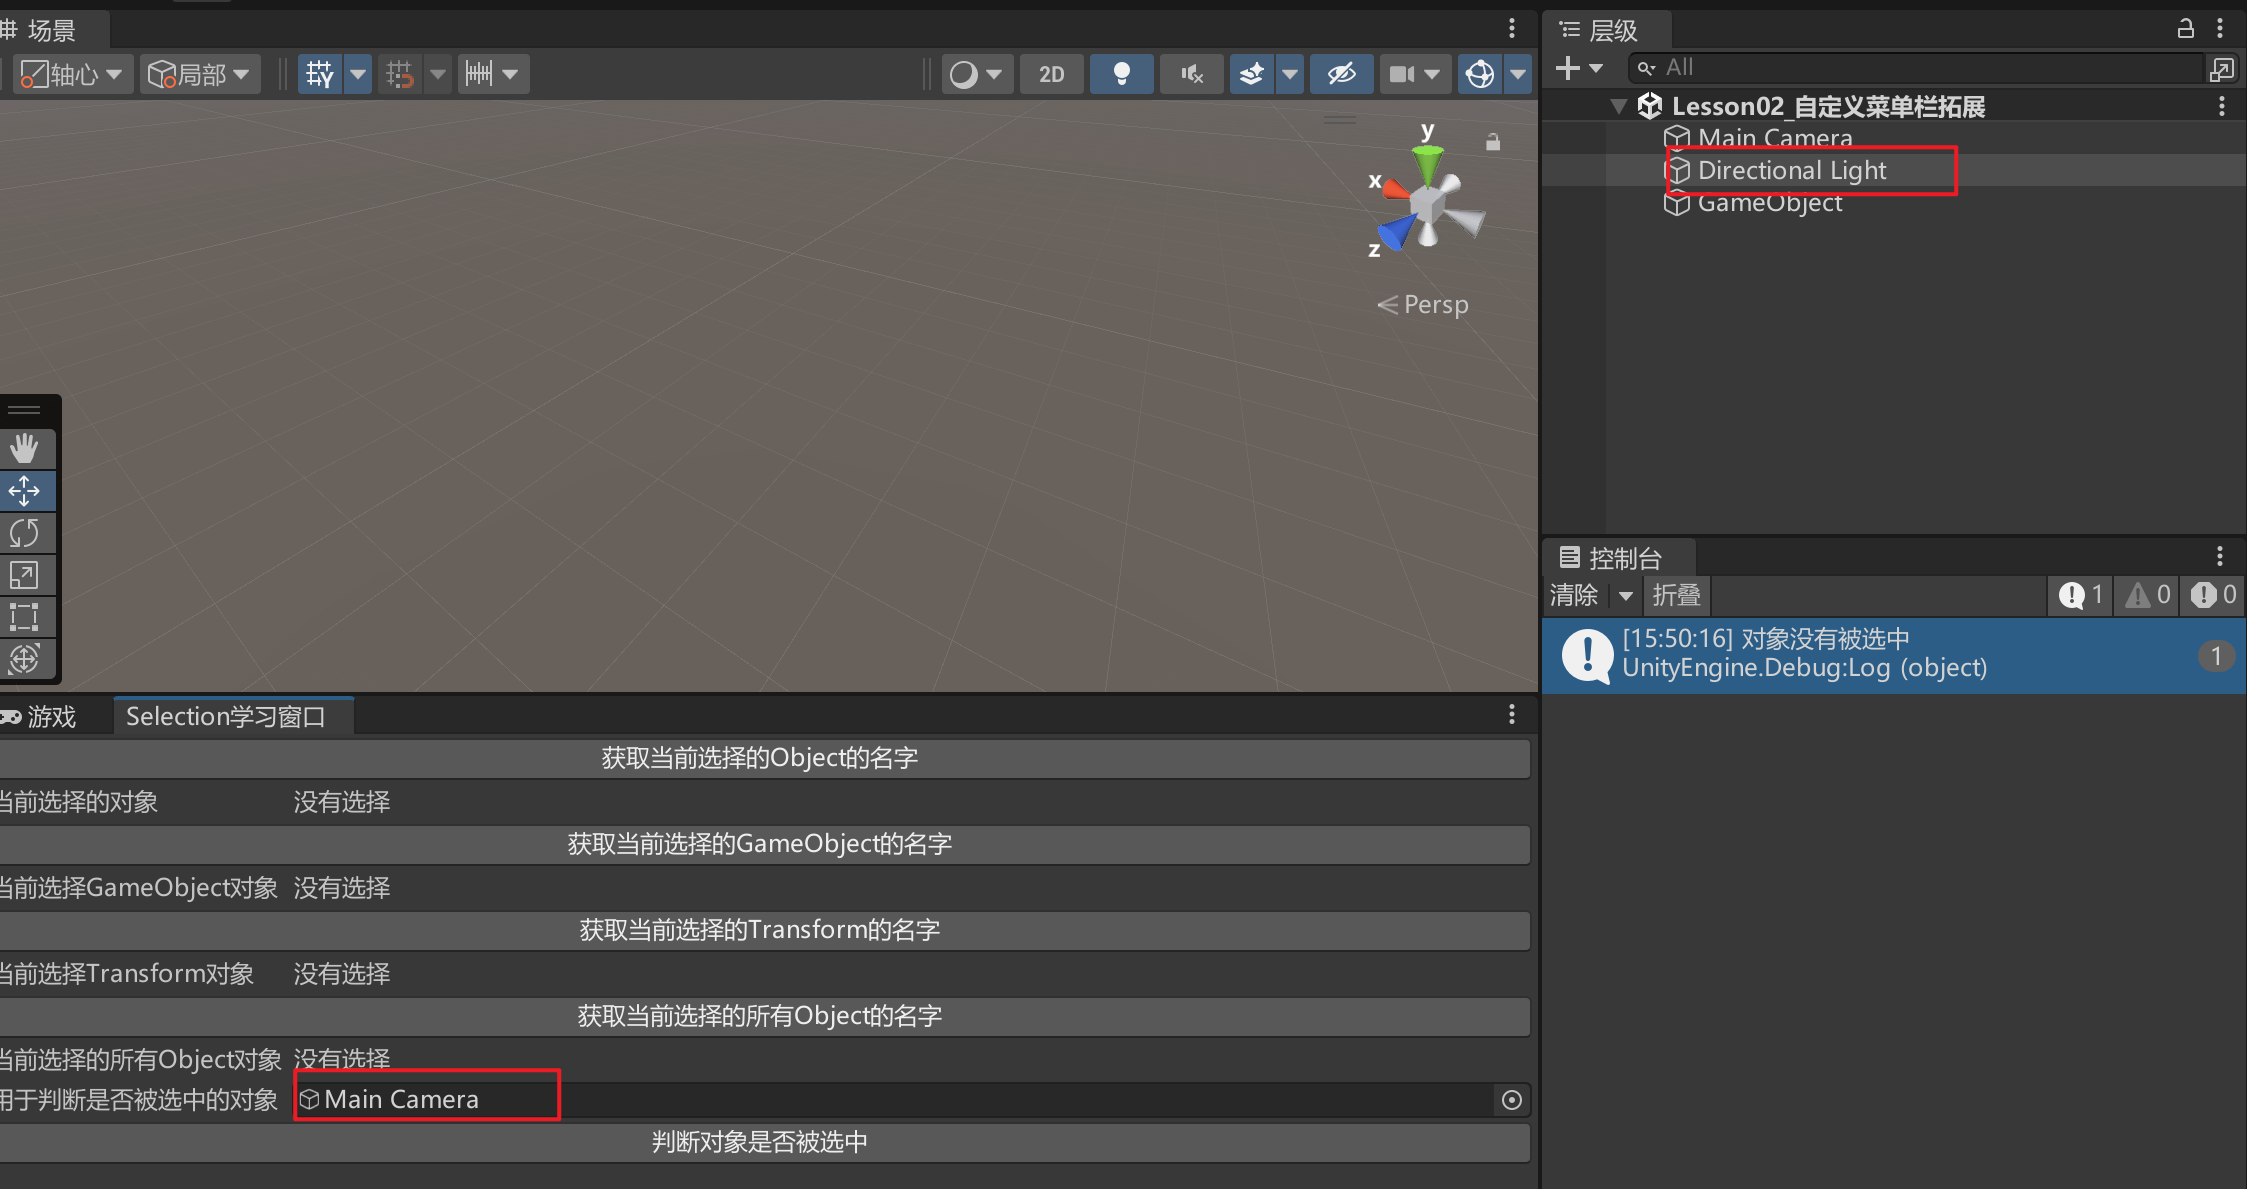 场景
轴心
局部
2D
y
x
z
Persp
层级
All
Lesson02_自定义菜单栏拓展
Main Camera
Directional Light
GameObject
控制台
清除 折叠 1 0 0
[15:50:16] 对象没有被选中
UnityEngine.Debug:Log (object)
1
游戏 Selection学习窗口
获取当前选择的Object的名字
当前选择的对象 没有选择
获取当前选择的GameObject的名字
当前选择GameObject对象 没有选择
获取当前选择的Transform的名字
当前选择Transform对象 没有选择
获取当前选择的所有Object的名字
当前选择的所有Object对象 没有选择
用于判断是否被选中的对象 Main Camera
判断对象是否被选中